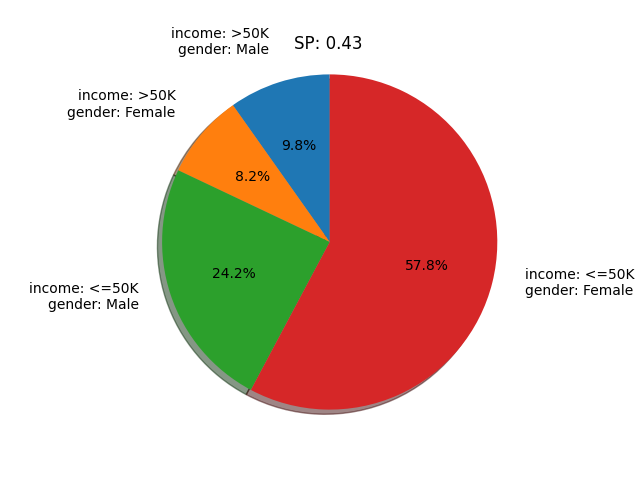 SP: 0.43
income: >50K
gender: Male
income: >50K
gender: Female
income: <=50K
gender: Male
income: <=50K
gender: Female
9.8%
8.2%
24.2%
57.8%